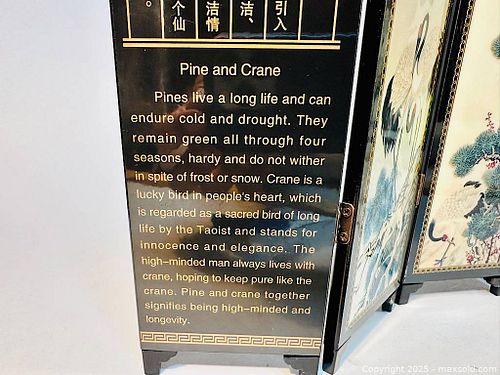 引入
洁、
洁情
个仙
。
Pine and Crane
Pines live a long life and can
endure cold and drought. They
remain green all through four
seasons, hardy and do not wither
in spite of frost or snow. Crane is a
lucky bird in people's heart, which
is regarded as a sacred bird of long
life by the Taoist and stands for
innocence and elegance. The
high-minded man always lives with
crane, hoping to keep pure like the
crane. Pine and crane together
signifies being high-minded and
longevity.
Copyright 2025 - maxsold.com